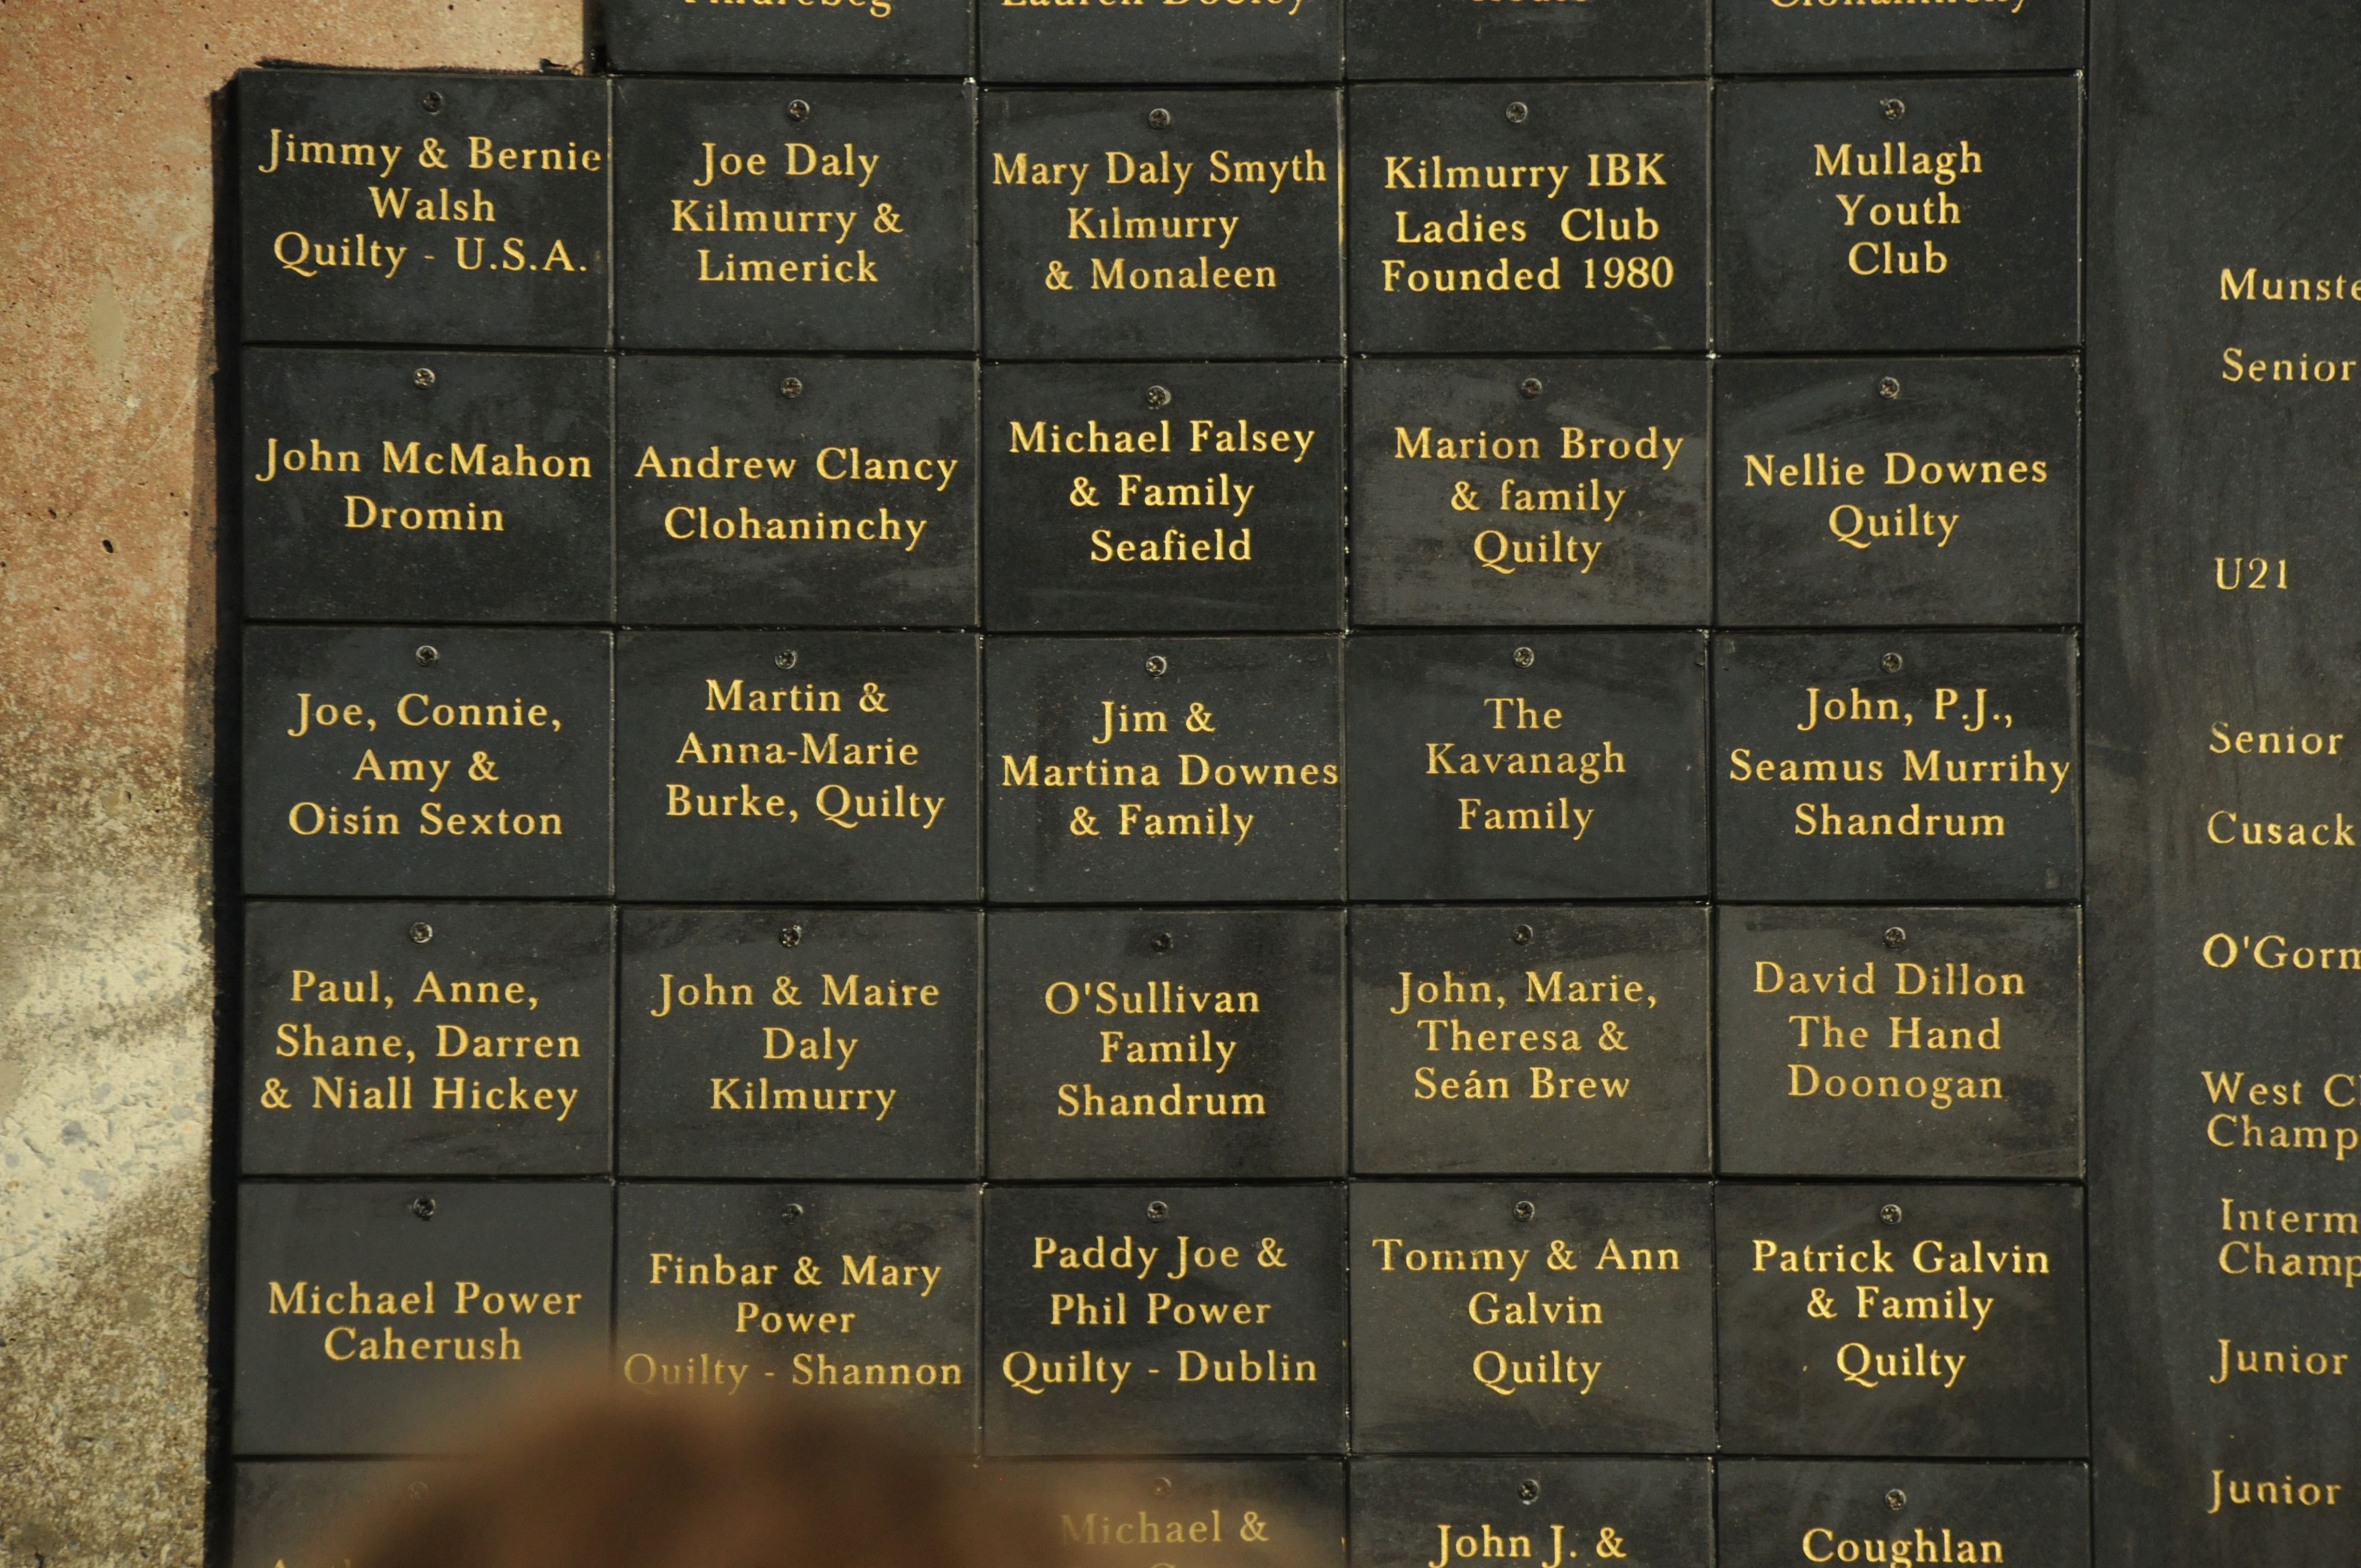 Lauren Dooley
Clohaninchy
Jimmy & Bernie
Walsh
Quilty - U.S.A.
Joe Daly
Kilmurry &
Limerick
Mary Daly Smyth
Kilmurry
& Monaleen
Kilmurry IBK
Ladies Club
Founded 1980
Mullagh
Youth
Club
John McMahon
Dromin
Andrew Clancy
Clohaninchy
Michael Falsey
& Family
Seafield
Marion Brody
& family
Quilty
Nellie Downes
Quilty
Joe, Connie,
Amy &
Oisín Sexton
Martin &
Anna-Marie
Burke, Quilty
Jim &
Martina Downes
& Family
The
Kavanagh
Family
John, P.J.,
Seamus Murrihy
Shandrum
Paul, Anne,
Shane, Darren
& Niall Hickey
John & Maire
Daly
Kilmurry
O'Sullivan
Family
Shandrum
John, Marie,
Theresa &
Seán Brew
David Dillon
The Hand
Doonogan
Michael Power
Caherush
Finbar & Mary
Power
Quilty - Shannon
Paddy Joe &
Phil Power
Quilty - Dublin
Tommy & Ann
Galvin
Quilty
Patrick Galvin
& Family
Quilty
Michael &
John J. &
Coughlan
Senior
U21
Senior
Cusack
West
Junior
Junior